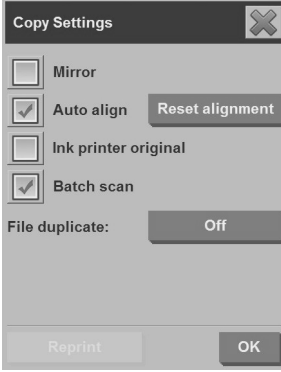 Copy Settings
Mirror
Auto align Reset alignment
Ink printer original
Batch scan
File duplicate: Off
Reprint OK